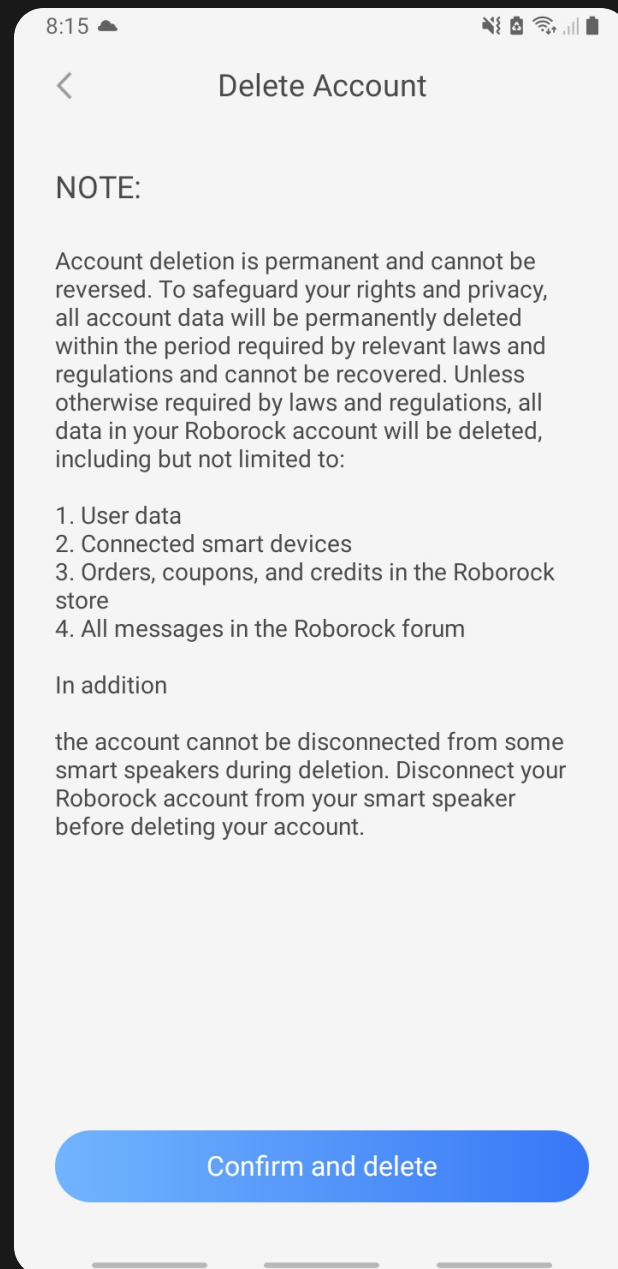 8:15
Delete Account
NOTE:
Account deletion is permanent and cannot be
reversed. To safeguard your rights and privacy,
all account data will be permanently deleted
within the period required by relevant laws and
regulations and cannot be recovered. Unless
otherwise required by laws and regulations, all
data in your Roborock account will be deleted,
including but not limited to:
1. User data
2. Connected smart devices
3. Orders, coupons, and credits in the Roborock
store
4. All messages in the Roborock forum
In addition
the account cannot be disconnected from some
smart speakers during deletion. Disconnect your
Roborock account from your smart speaker
before deleting your account.
Confirm and delete